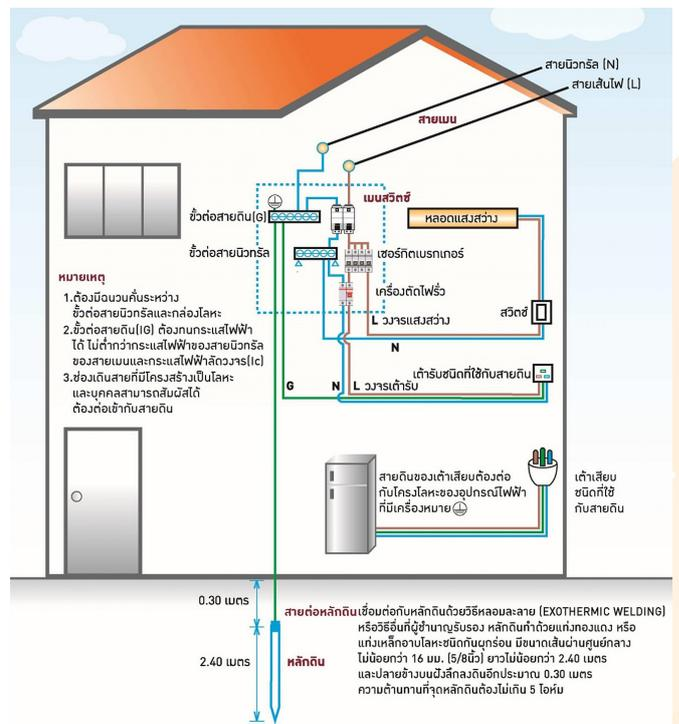 สายนิวทรัล (N)
สายเส้นไฟ (L)
สายเมน
เมนสวิตซ์
ขั้วต่อสายดิน(G)
หลอดแสงสว่าง
ขั้วต่อสายนิวทรัล
เซอร์กิตเบรกเกอร์
หมายเหตุ
1.ต้องมีฉนวนคั่นระหว่าง
ขั้วต่อสายนิวทรัลและกล่องโลหะ
2.ขั้วต่อสายดิน(IG) ต้องทนกระแสไฟฟ้า
ได้ ไม่ต่ำกว่ากระแสไฟฟ้าของสายนิวทรัล
ของสายเมนและกระแสไฟฟ้าลัดวงจร(Ic)
3.ช่องเดินสายที่มีโครงสร้างเป็นโลหะ
และบุคคลสามารถสัมผัสได้
ต้องต่อเข้ากับสายดิน
เครื่องตัดไฟรั่ว
สวิตซ์
L วงจรแสงสว่าง
N
เต้ารับชนิดที่ใช้กับสายดิน
G
N
L วงจรเต้ารับ
สายดินของเต้าเสียบต้องต่อ
กับโครงโลหะของอุปกรณ์ไฟฟ้า
ที่มีเครื่องหมาย
เต้าเสียบ
ชนิดที่ใช้
กับสายดิน
0.30 เมตร
สายต่อหลักดิน เชื่อมต่อกับหลักดินด้วยวิธีหลอมละลาย (EXOTHERMIC WELDING)
หรือวิธีอื่นที่ผู้ชำนาญรับรอง หลักดินทำด้วยแท่งทองแดง หรือ
แท่งเหล็กอาบโลหะชนิดกันผุกร่อน มีขนาดเส้นผ่านศูนย์กลาง
ไม่น้อยกว่า 16 มม. (5/8นิ้ว) ยาวไม่น้อยกว่า 2.40 เมตร
และปลายข้างบนฝังลึกลงดินอีกประมาณ 0.30 เมตร
ความต้านทานที่จุดหลักดินต้องไม่เกิน 5 โอห์ม
2.40 เมตร
หลักดิน